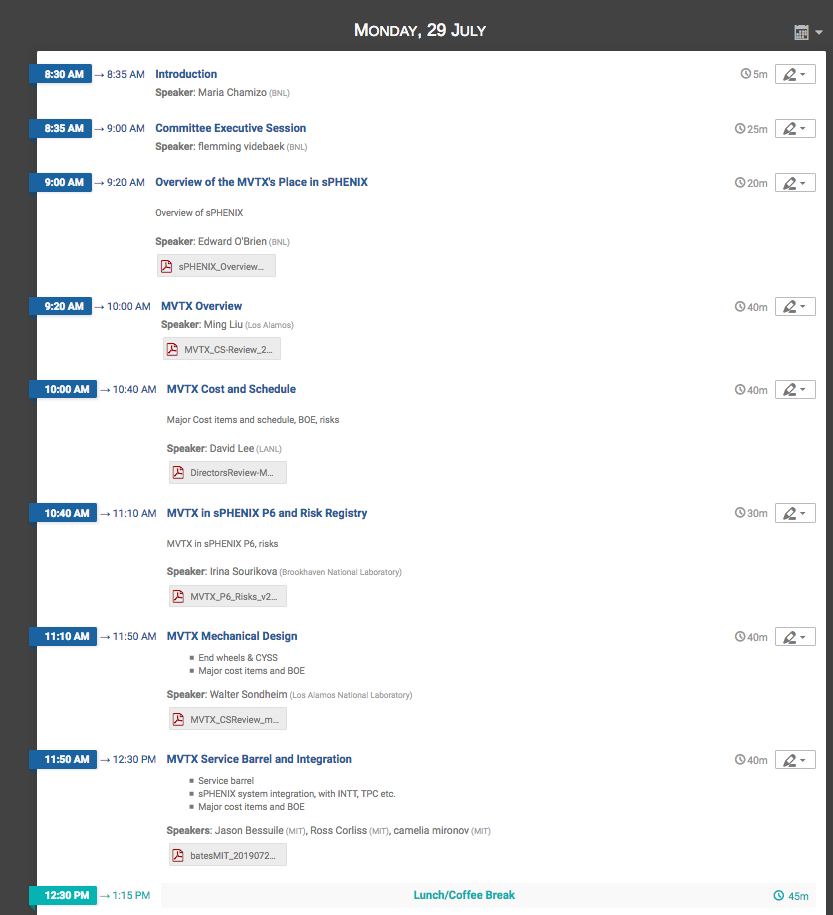 MONDAY, 29 JULY
8:30 AM → 8:35 AM Introduction 5m
Speaker: Maria Chamizo (BNL)
8:35 AM → 9:00 AM Committee Executive Session 25m
Speaker: flemming videbaek (BNL)
9:00 AM → 9:20 AM Overview of the MVTX's Place in sPHENIX 20m
Overview of sPHENIX
Speaker: Edward O'Brien (BNL)
sPHENIX_Overview...
9:20 AM → 10:00 AM MVTX Overview 40m
Speaker: Ming Liu (Los Alamos)
MVTX_CS-Review_2...
10:00 AM → 10:40 AM MVTX Cost and Schedule 40m
Major Cost items and schedule, BOE, risks
Speaker: David Lee (LANL)
DirectorsReview-M...
10:40 AM → 11:10 AM MVTX in sPHENIX P6 and Risk Registry 30m
MVTX in sPHENIX P6, risks
Speaker: Irina Sourikova (Brookhaven National Laboratory)
MVTX_P6_Risks_v2...
11:10 AM → 11:50 AM MVTX Mechanical Design 40m
■ End wheels & CYSS
■ Major cost items and BOE
Speaker: Walter Sondheim (Los Alamos National Laboratory)
MVTX_CSReview_m...
11:50 AM → 12:30 PM MVTX Service Barrel and Integration 40m
■ Service barrel
■ sPHENIX system integration, with INTT, TPC etc.
■ Major cost items and BOE
Speakers: Jason Bessuile (MIT), Ross Corliss (MIT), camelia mironov (MIT)
batesMIT_2019072...
12:30 PM → 1:15 PM Lunch/Coffee Break 45m